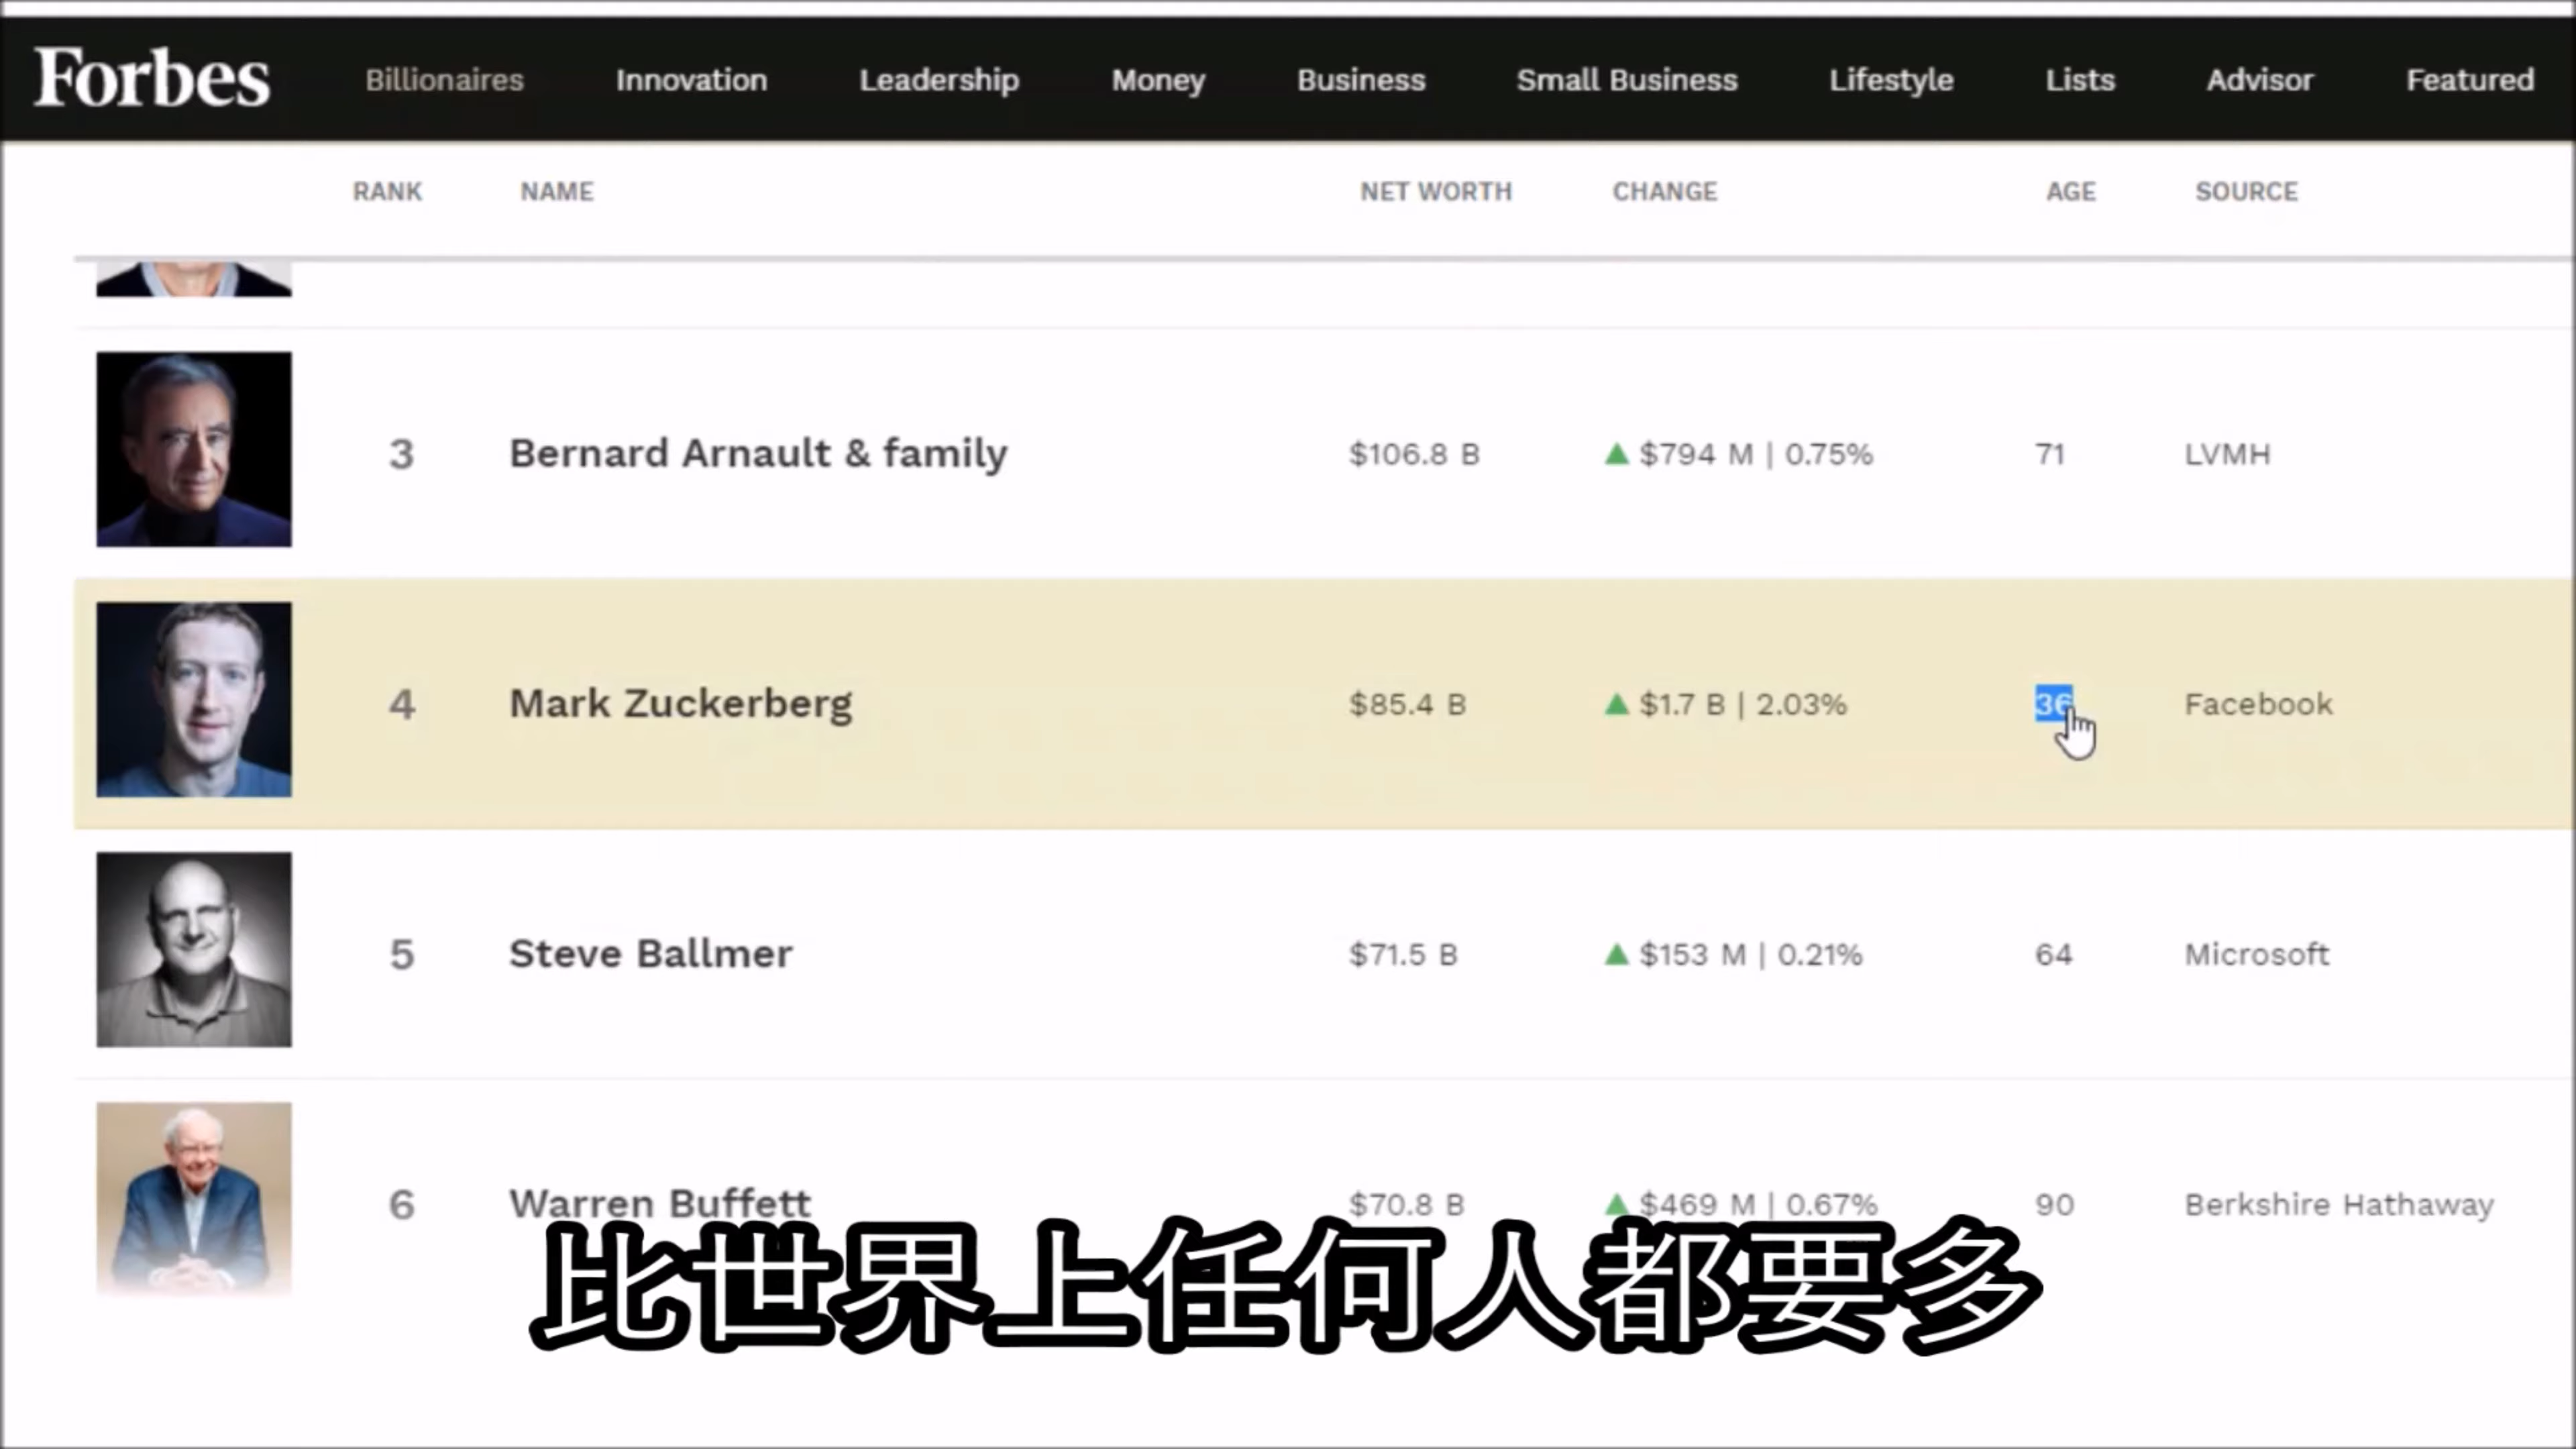 Forbes Billionaires Innovation Leadership Money Business Small Business Lifestyle Lists Advisor Featured
RANK NAME NET WORTH CHANGE AGE SOURCE
3 Bernard Arnault & family $106.8 B ▲ $794 M | 0.75% 71 LVMH
4 Mark Zuckerberg $85.4 B ▲ $1.7 B | 2.03% 36 Facebook
5 Steve Ballmer $71.5 B ▲ $153 M | 0.21% 64 Microsoft
6 Warren Buffett $70.8 B ▲ $469 M | 0.67% 90 Berkshire Hathaway
比世界上任何人都要多